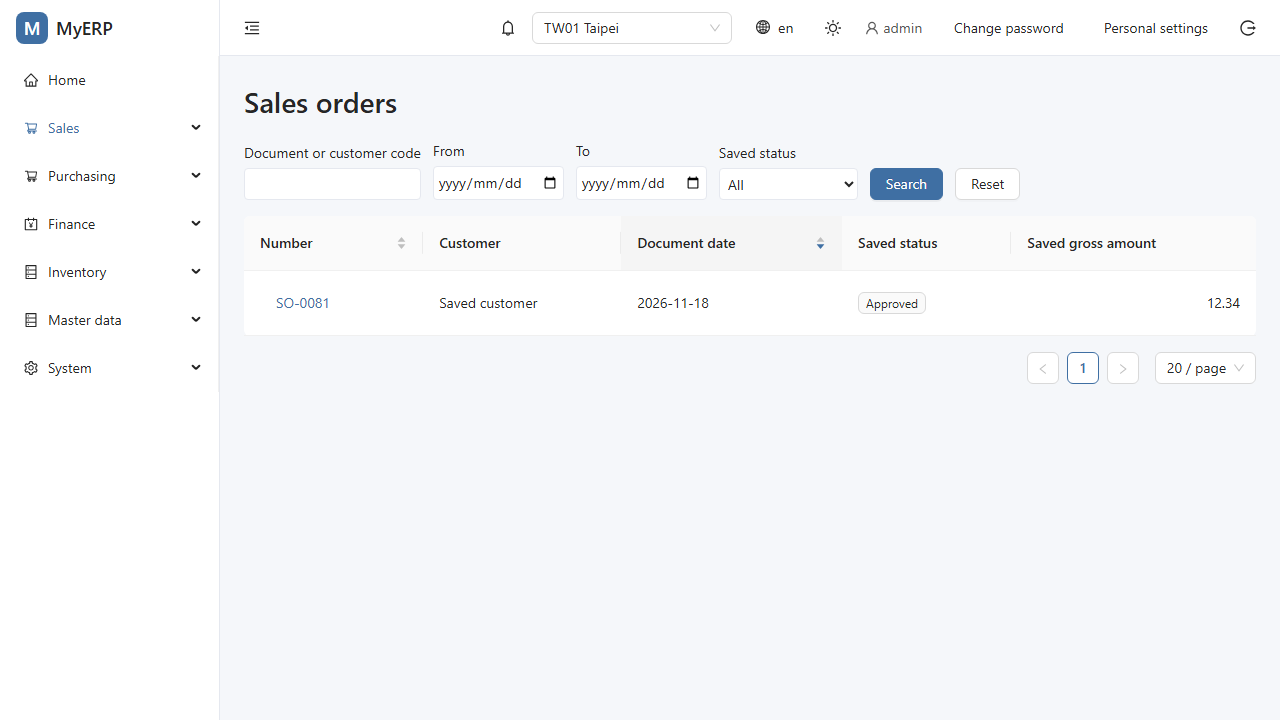 M MyERP
TW01 Taipei
en
admin
Change password
Personal settings
Home
Sales
Purchasing
Finance
Inventory
Master data
System
Sales orders
Document or customer code
From
To
Saved status
yyyy/mm/dd
yyyy/mm/dd
All
Search
Reset
Number
Customer
Document date
Saved status
Saved gross amount
SO-0081
Saved customer
2026-11-18
Approved
12.34
1
20 / page